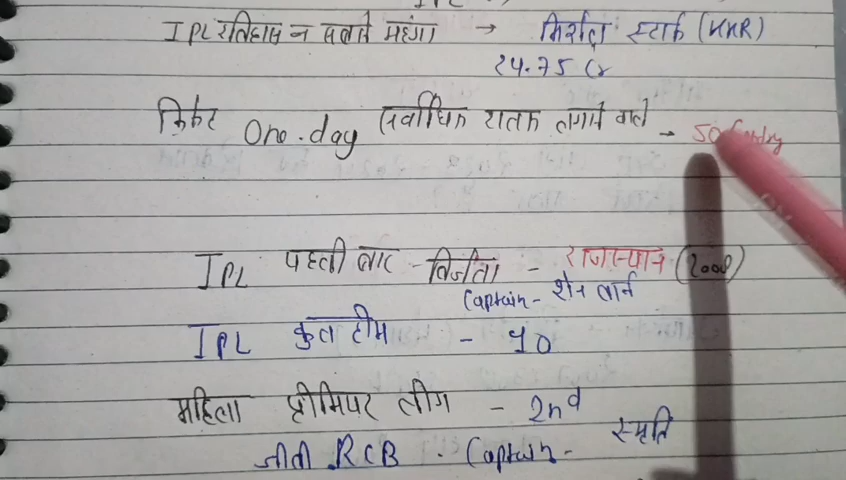 IPL इतिहास में सबसे महंगा → मिशेल स्टार्क (KKR)
24.75 Cr
क्रिकेट One-day सर्वाधिक शतक लगाने वाले → 50
IPL पहली बार - विजेता - राजस्थान (2008)
Captain - शेन वार्न
IPL कुल टीम - 10
महिला प्रीमियर लीग - 2nd
जीती RCB . Captain - स्मृति